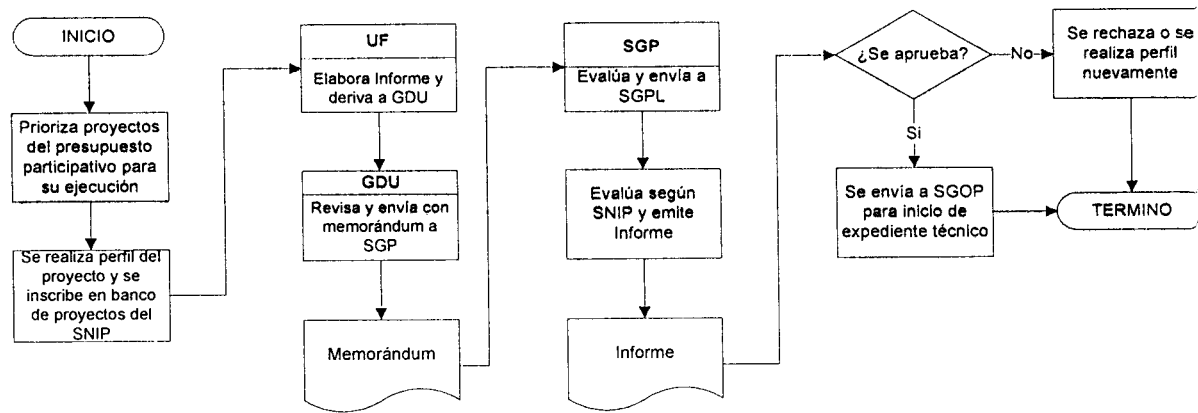 INICIO
Prioriza proyectos
del presupuesto
participativo para
su ejecución
Se realiza perfil del
proyecto y se
inscribe en banco
de proyectos del
SNIP
UF
Elabora Informe y
deriva a GDU
GDU
Revisa y envía con
memorándum a
SGP
Memorándum
SGP
Evalúa y envía a
SGPL
Evalúa según
SNIP y emite
Informe
Informe
¿Se aprueba?
No
Si
Se rechaza o se
realiza perfil
nuevamente
Se envía a SGOP
para inicio de
expediente técnico
TERMINO